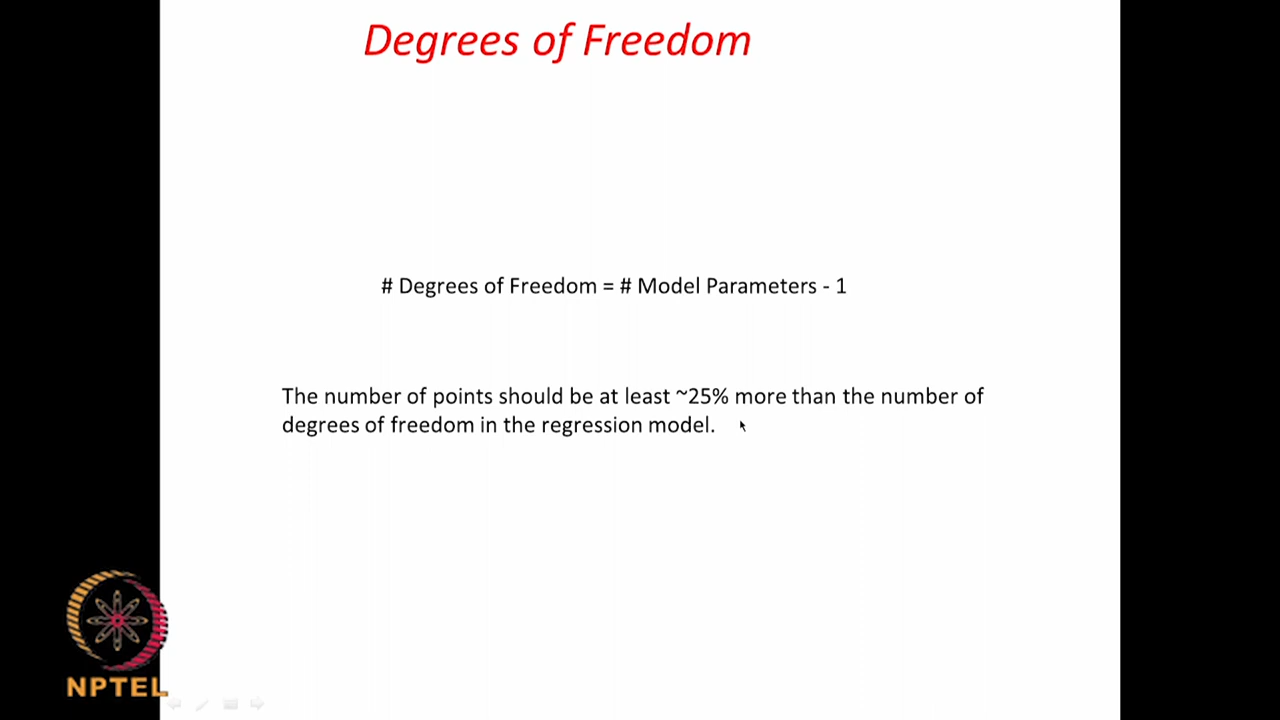 Degrees of Freedom
# Degrees of Freedom = # Model Parameters - 1
The number of points should be at least ~25% more than the number of
degrees of freedom in the regression model.
NPTEL